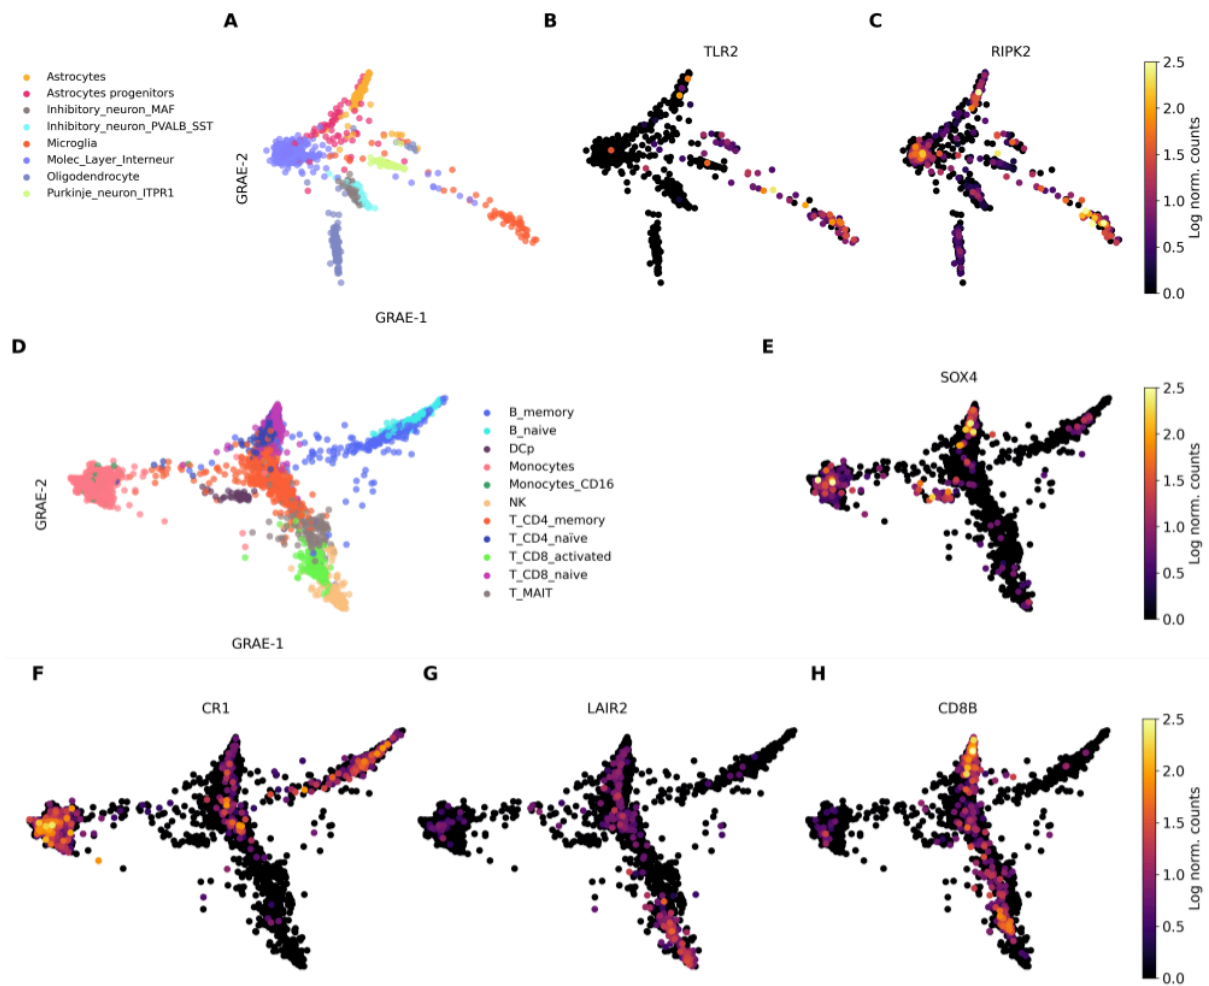 A
B
C
TLR2
RIPK2
Astrocytes
Astrocytes progenitors
Inhibitory_neuron_MAF
Inhibitory_neuron_PVALB_SST
Microglia
Molec_Layer_Interneur
Oligodendrocyte
Purkinje_neuron_ITPR1
GRAE-2
GRAE-1
2.5
2.0
1.5
1.0
0.5
0.0
Log norm. counts
D
E
SOX4
B_memory
B_naive
DCp
Monocytes
Monocytes_CD16
NK
T_CD4_memory
T_CD4_naïve
T_CD8_activated
T_CD8_naive
T_MAIT
GRAE-2
GRAE-1
2.5
2.0
1.5
1.0
0.5
0.0
Log norm. counts
F
G
H
CR1
LAIR2
CD8B
2.5
2.0
1.5
1.0
0.5
0.0
Log norm. counts